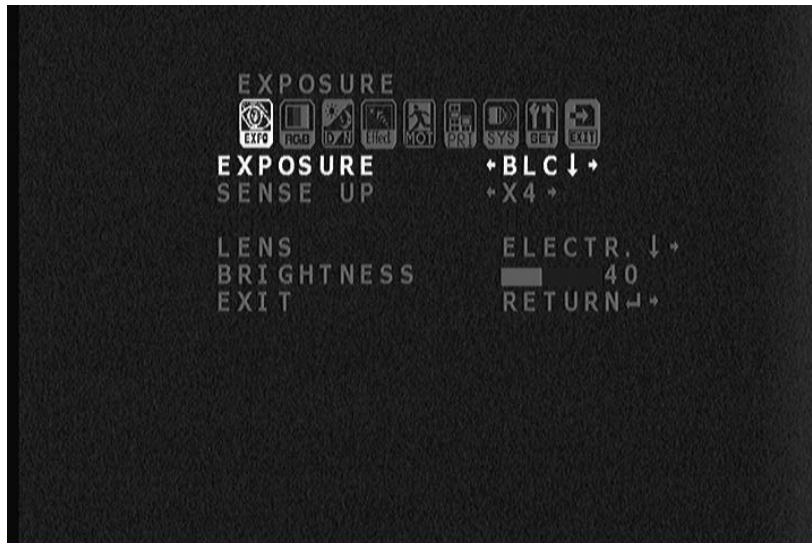 EXPOSURE
EXPO RGB D/N Effect MOT PRT SYS SET EXIT
EXPOSURE ←BLC↓→
SENSE UP ←X4→
LENS ELECTR.↓→
BRIGHTNESS 40
EXIT RETURN↵→